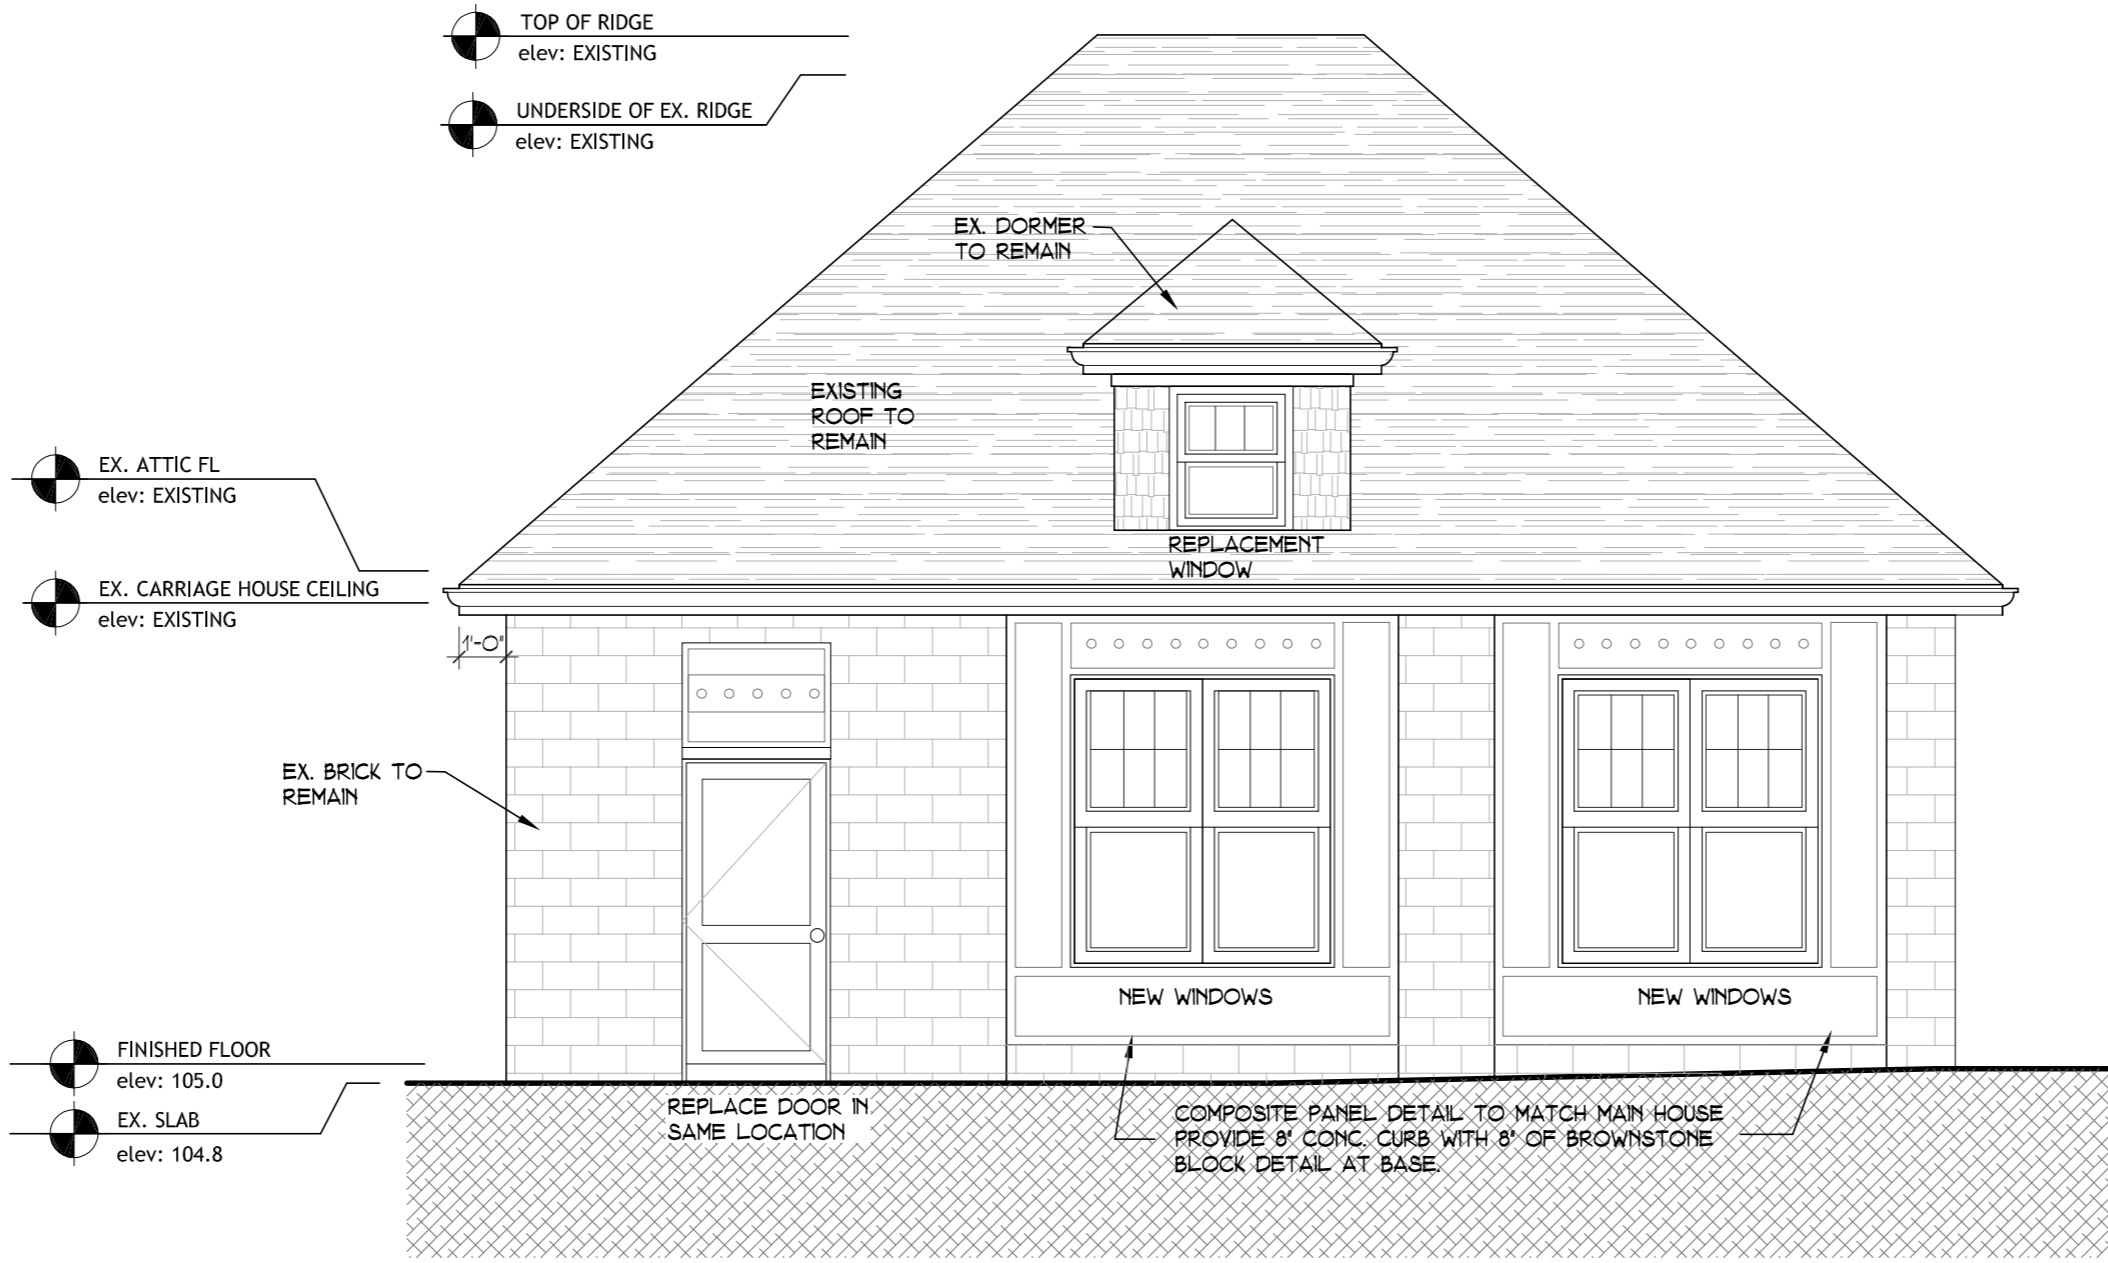 TOP OF RIDGE
elev: EXISTING
UNDERSIDE OF EX. RIDGE
elev: EXISTING
EX. DORMER
TO REMAIN
EXISTING
ROOF TO
REMAIN
EX. ATTIC FL
elev: EXISTING
REPLACEMENT
WINDOW
EX. CARRIAGE HOUSE CEILING
elev: EXISTING
1'-0"
EX. BRICK TO
REMAIN
NEW WINDOWS
NEW WINDOWS
FINISHED FLOOR
elev: 105.0
EX. SLAB
elev: 104.8
REPLACE DOOR IN
SAME LOCATION
COMPOSITE PANEL DETAIL TO MATCH MAIN HOUSE
PROVIDE 8" CONC. CURB WITH 8" OF BROWNSTONE
BLOCK DETAIL AT BASE.